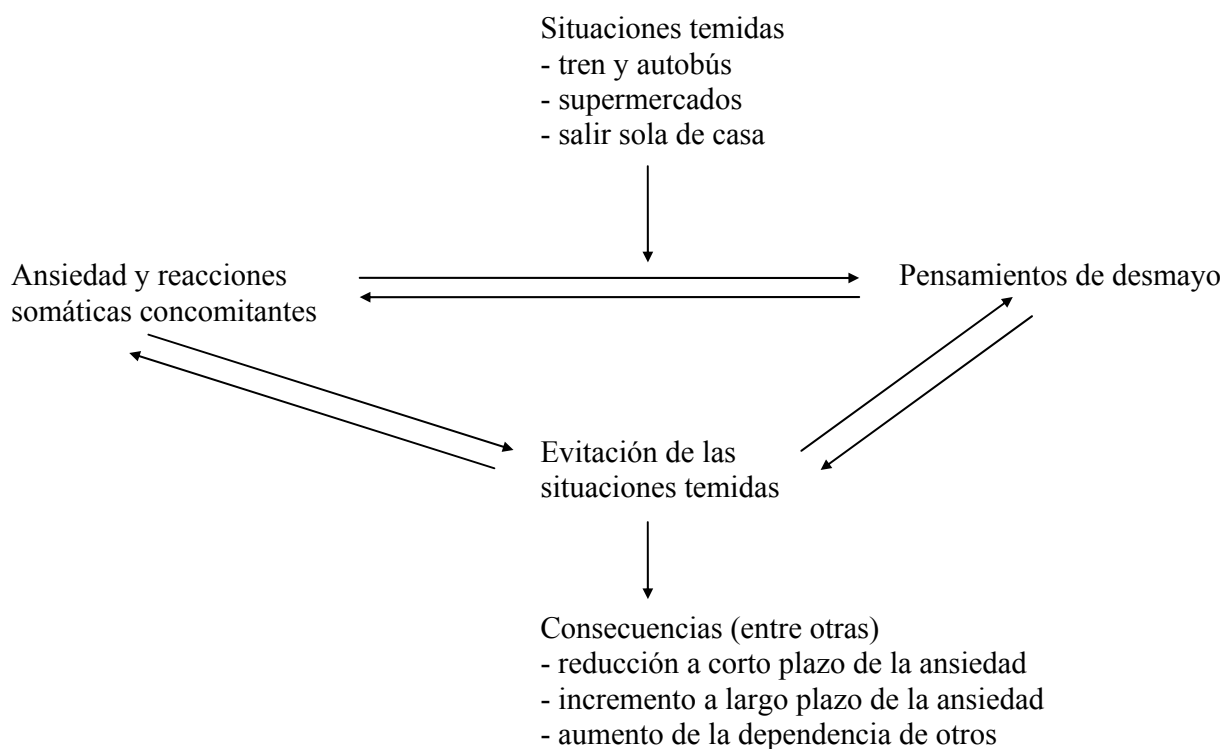 Situaciones temidas
- tren y autobús
- supermercados
- salir sola de casa
Ansiedad y reacciones
somáticas concomitantes
Pensamientos de desmayo
Evitación de las
situaciones temidas
Consecuencias (entre otras)
- reducción a corto plazo de la ansiedad
- incremento a largo plazo de la ansiedad
- aumento de la dependencia de otros